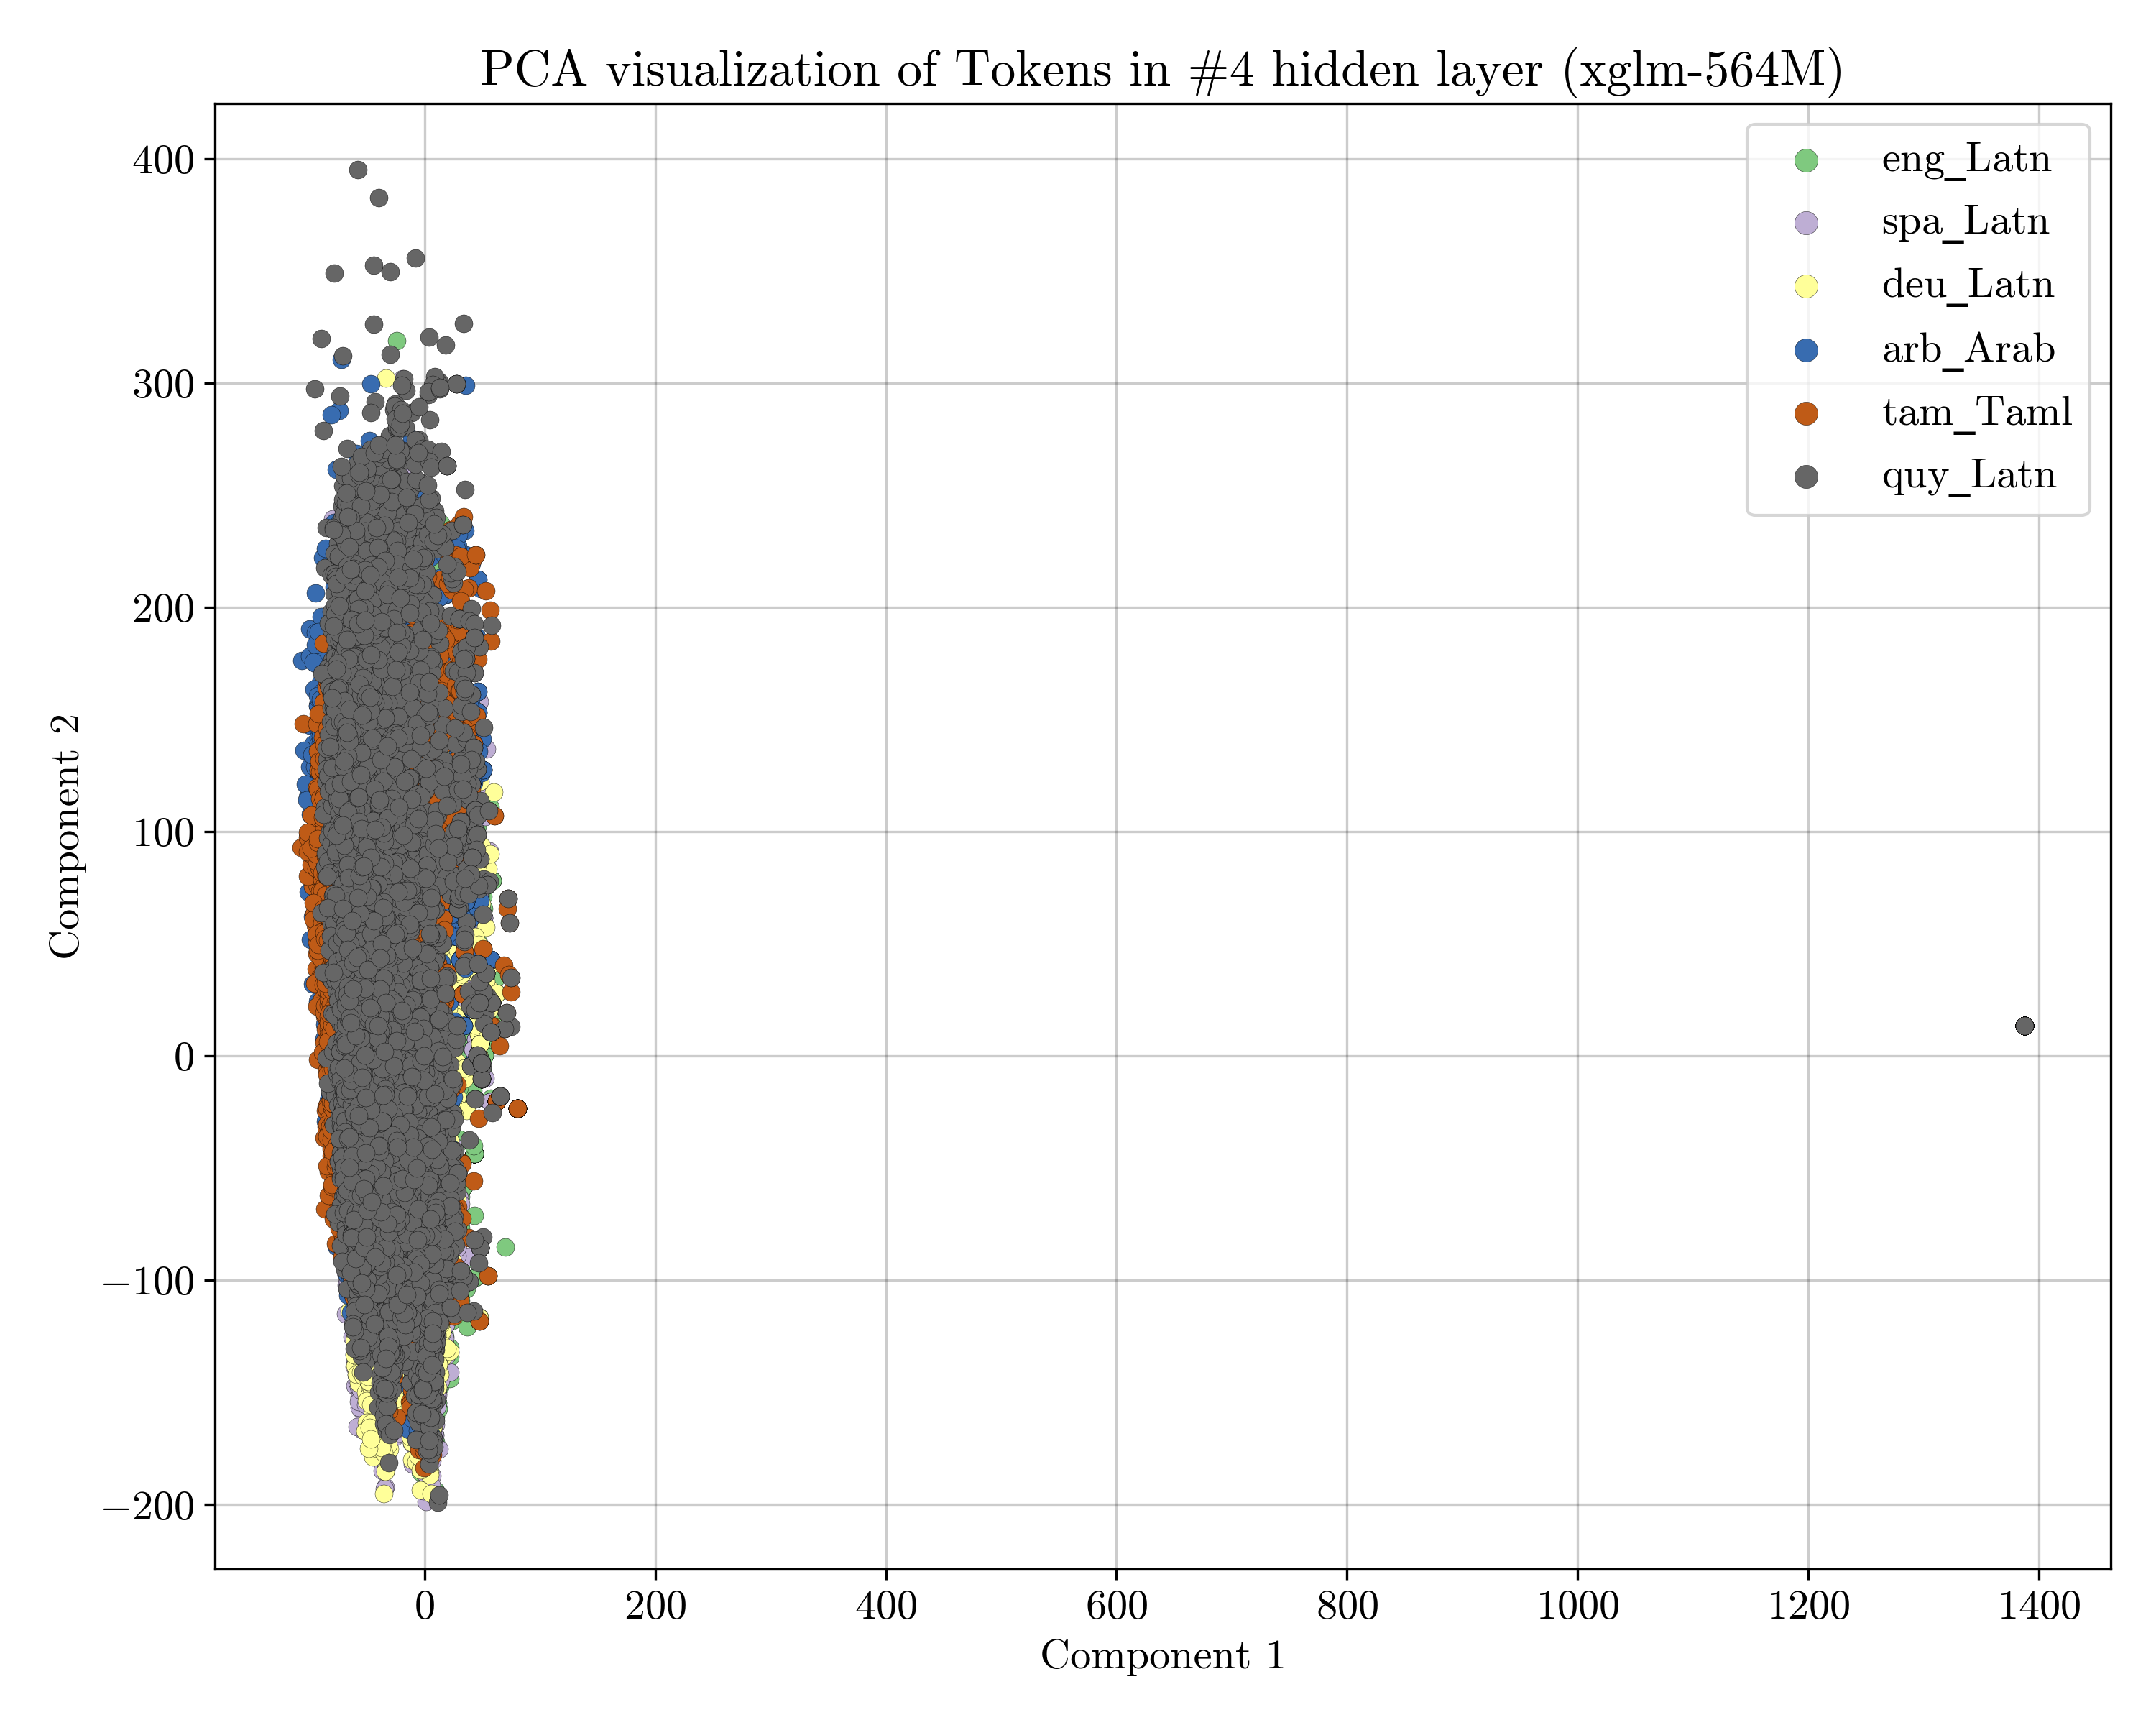 PCA visualization of Tokens in #4 hidden layer (xglm-564M)
eng_Latn
spa_Latn
deu_Latn
arb_Arab
tam_Taml
quy_Latn
400
300
200
100
0
−100
−200
Component 2
0 200 400 600 800 1000 1200 1400
Component 1